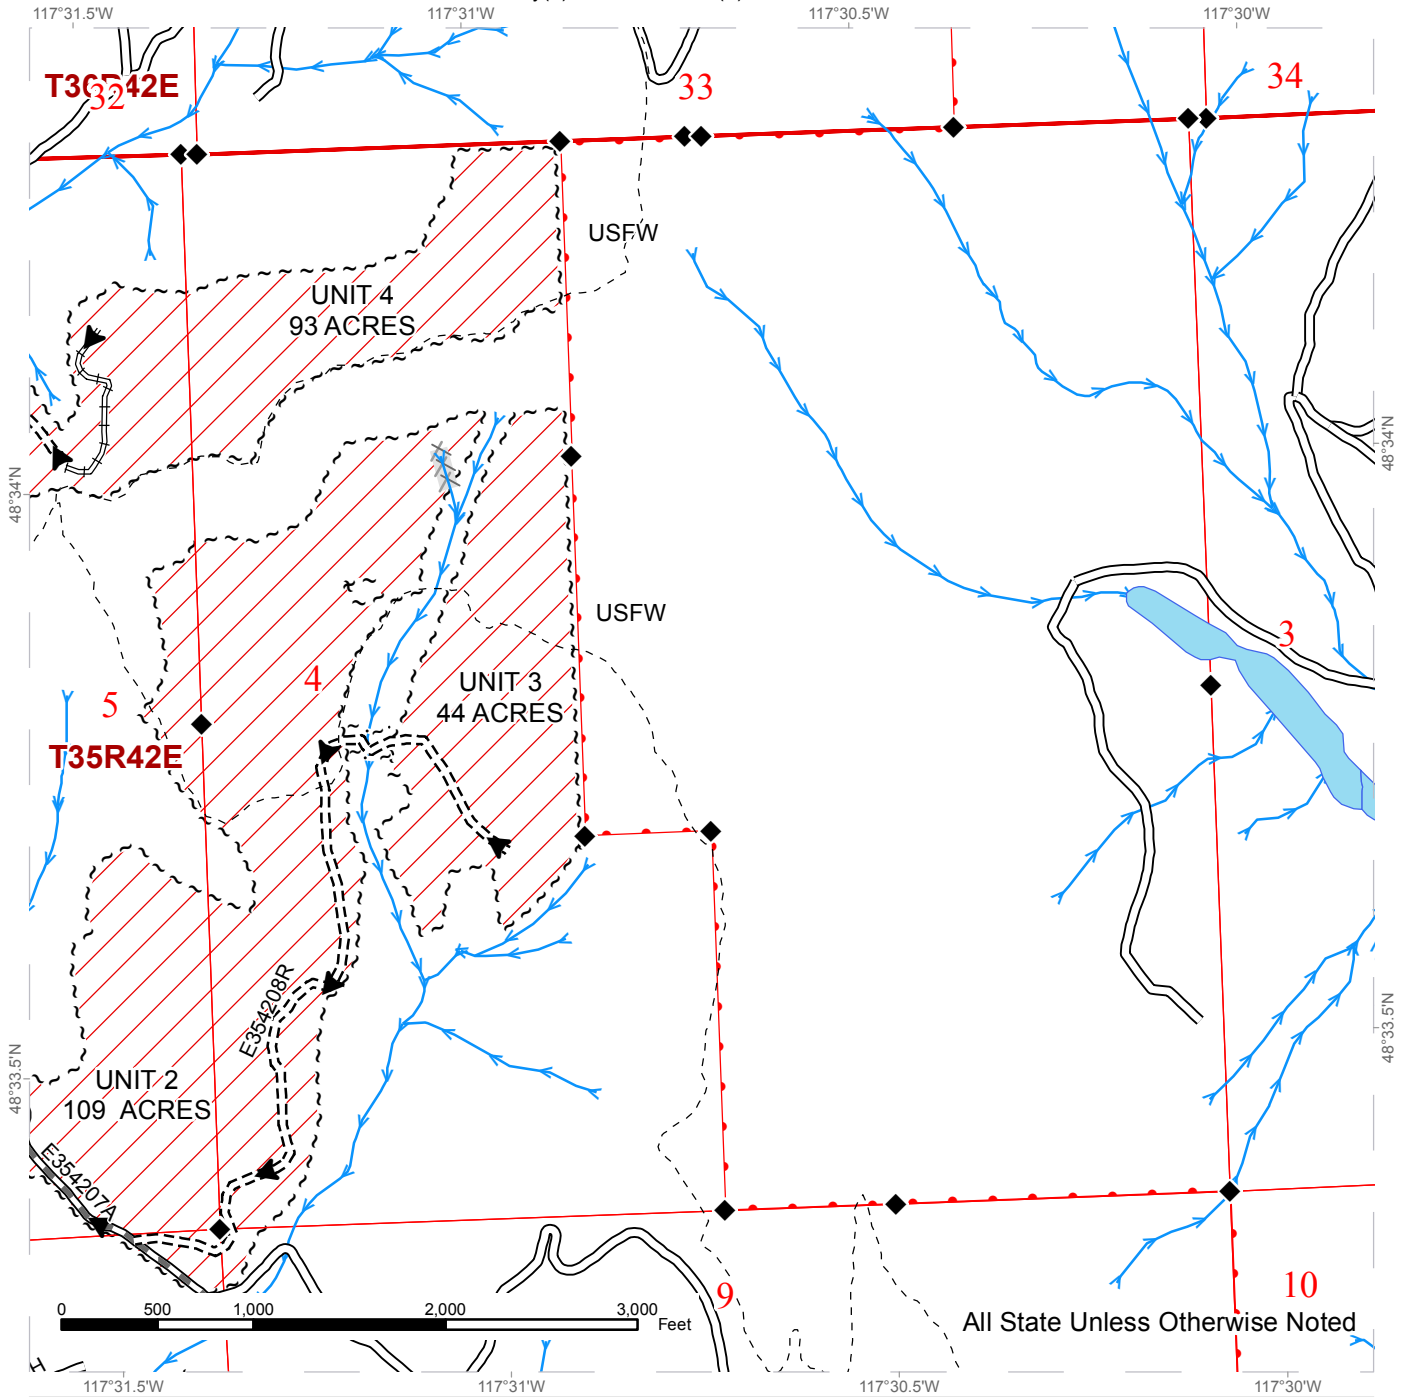 117°31.5'W
117°31'W
117°30.5'W
117°30'W
T36R42E
32
33
34
USFW
UNIT 4
93 ACRES
48°34'N
48°34'N
USFW
3
4
5
UNIT 3
44 ACRES
T35R42E
E354208R
48°33.5'N
48°33.5'N
UNIT 2
109 ACRES
E354207A
9
10
0
500
1,000
2,000
3,000
Feet
All State Unless Otherwise Noted
117°31.5'W
117°31'W
117°30.5'W
117°30'W